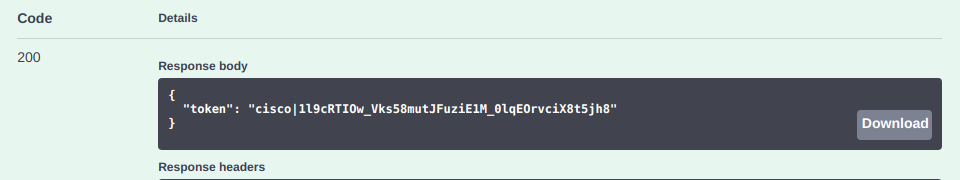 Code Details
200
Response body
{
"token": "cisco|1l9cRTIOw_Vks58mutJFuziE1M_0lqEOrvciX8t5jh8"
}
Download
Response headers